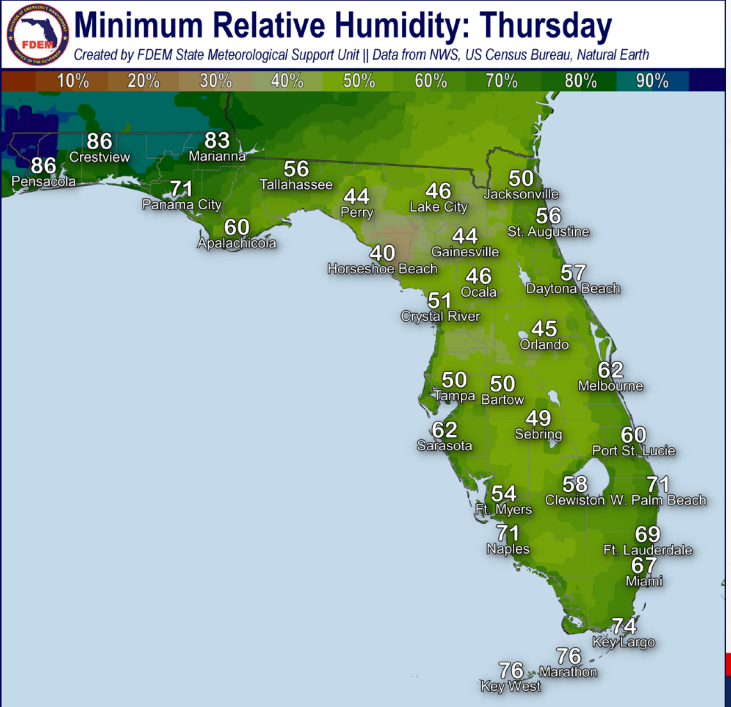 DIVISION OF EMERGENCY MANAGEMENT
FDEM
Minimum Relative Humidity: Thursday
Created by FDEM State Meteorological Support Unit || Data from NWS, US Census Bureau, Natural Earth
10% 20% 30% 40% 50% 60% 70% 80% 90%
86
Crestview
83
Marianna
86
Pensacola
56
Tallahassee
71
Panama City
44
Perry
46
Lake City
50
Jacksonville
60
Apalachicola
56
St. Augustine
44
Gainesville
40
Horseshoe Beach
46
Ocala
57
Daytona Beach
51
Crystal River
45
Orlando
62
Melbourne
50
Tampa
50
Bartow
49
Sebring
62
Sarasota
60
Port St. Lucie
54
Ft. Myers
58
Clewiston
71
W. Palm Beach
71
Naples
69
Ft. Lauderdale
67
Miami
74
Key Largo
76
Marathon
76
Key West